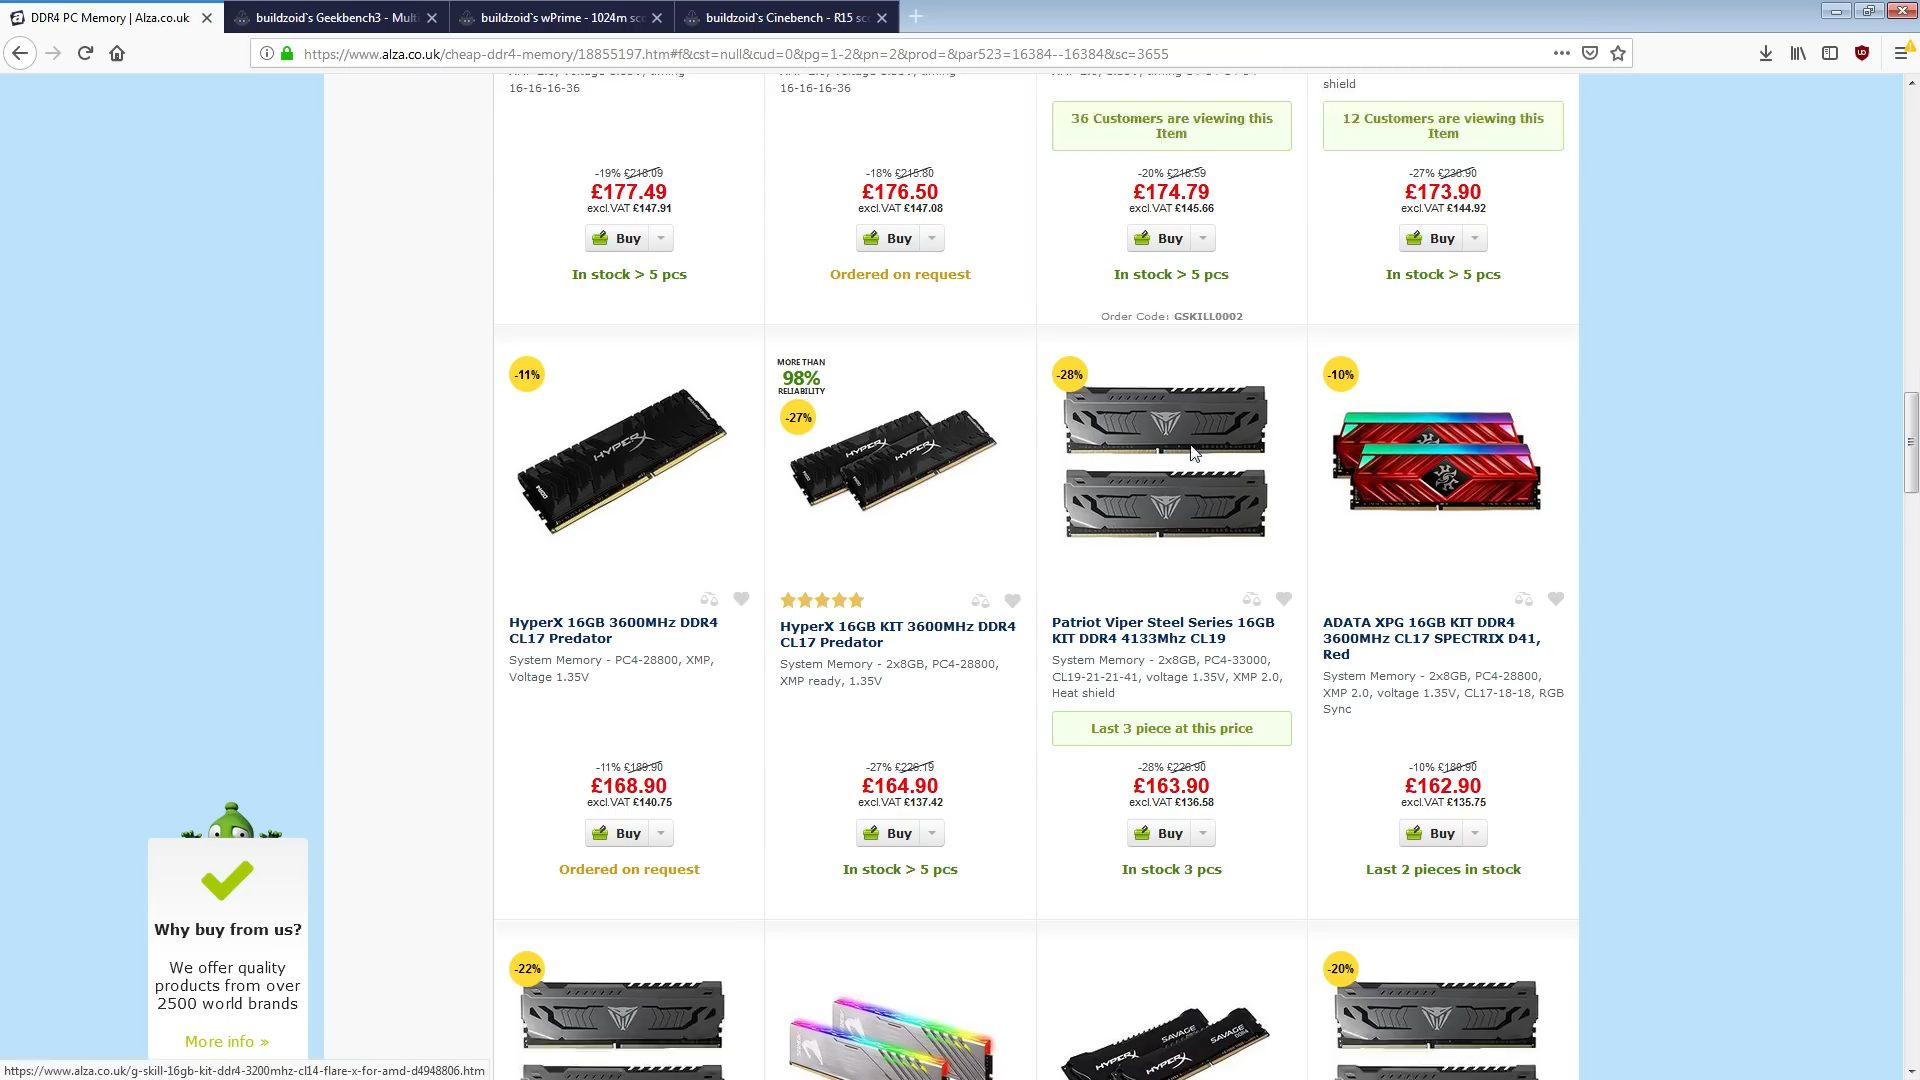 DDR4 PC Memory | Alza.co.uk
buildzoid`s Geekbench3 - Multi
buildzoid`s wPrime - 1024m sc
buildzoid`s Cinebench - R15 sc
https://www.alza.co.uk/cheap-ddr4-memory/18855197.htm#f&cst=null&cud=0&pg=1-2&pn=2&prod=&par523=16384--16384&sc=3655
16-16-16-36
16-16-16-36
shield
36 Customers are viewing this
Item
12 Customers are viewing this
Item
-19% £218.09
£177.49
excl.VAT £147.91
Buy
In stock > 5 pcs
-18% £215.80
£176.50
excl.VAT £147.08
Buy
Ordered on request
-20% £218.59
£174.79
excl.VAT £145.66
Buy
In stock > 5 pcs
Order Code: GSKILL0002
-27% £238.90
£173.90
excl.VAT £144.92
Buy
In stock > 5 pcs
-11%
HYPERX
HyperX 16GB 3600MHz DDR4
CL17 Predator
System Memory - PC4-28800, XMP,
Voltage 1.35V
-11% £189.90
£168.90
excl.VAT £140.75
Buy
Ordered on request
MORE THAN
98%
RELIABILITY
-27%
HYPERX
HYPERX
HyperX 16GB KIT 3600MHz DDR4
CL17 Predator
System Memory - 2x8GB, PC4-28800,
XMP ready, 1.35V
-27% £226.19
£164.90
excl.VAT £137.42
Buy
In stock > 5 pcs
-28%
Patriot Viper Steel Series 16GB
KIT DDR4 4133Mhz CL19
System Memory - 2x8GB, PC4-33000,
CL19-21-21-41, voltage 1.35V, XMP 2.0,
Heat shield
Last 3 piece at this price
-28% £228.90
£163.90
excl.VAT £136.58
Buy
In stock 3 pcs
-10%
ADATA XPG 16GB KIT DDR4
3600MHz CL17 SPECTRIX D41,
Red
System Memory - 2x8GB, PC4-28800,
XMP 2.0, voltage 1.35V, CL17-18-18, RGB
Sync
-10% £180.90
£162.90
excl.VAT £135.75
Buy
Last 2 pieces in stock
-22%
HYPERX
SAVAGE
HYPERX
SAVAGE
-20%
Why buy from us?
We offer quality
products from over
2500 world brands
More info »
https://www.alza.co.uk/g-skill-16gb-kit-ddr4-3200mhz-cl14-flare-x-for-amd-d4948806.htm